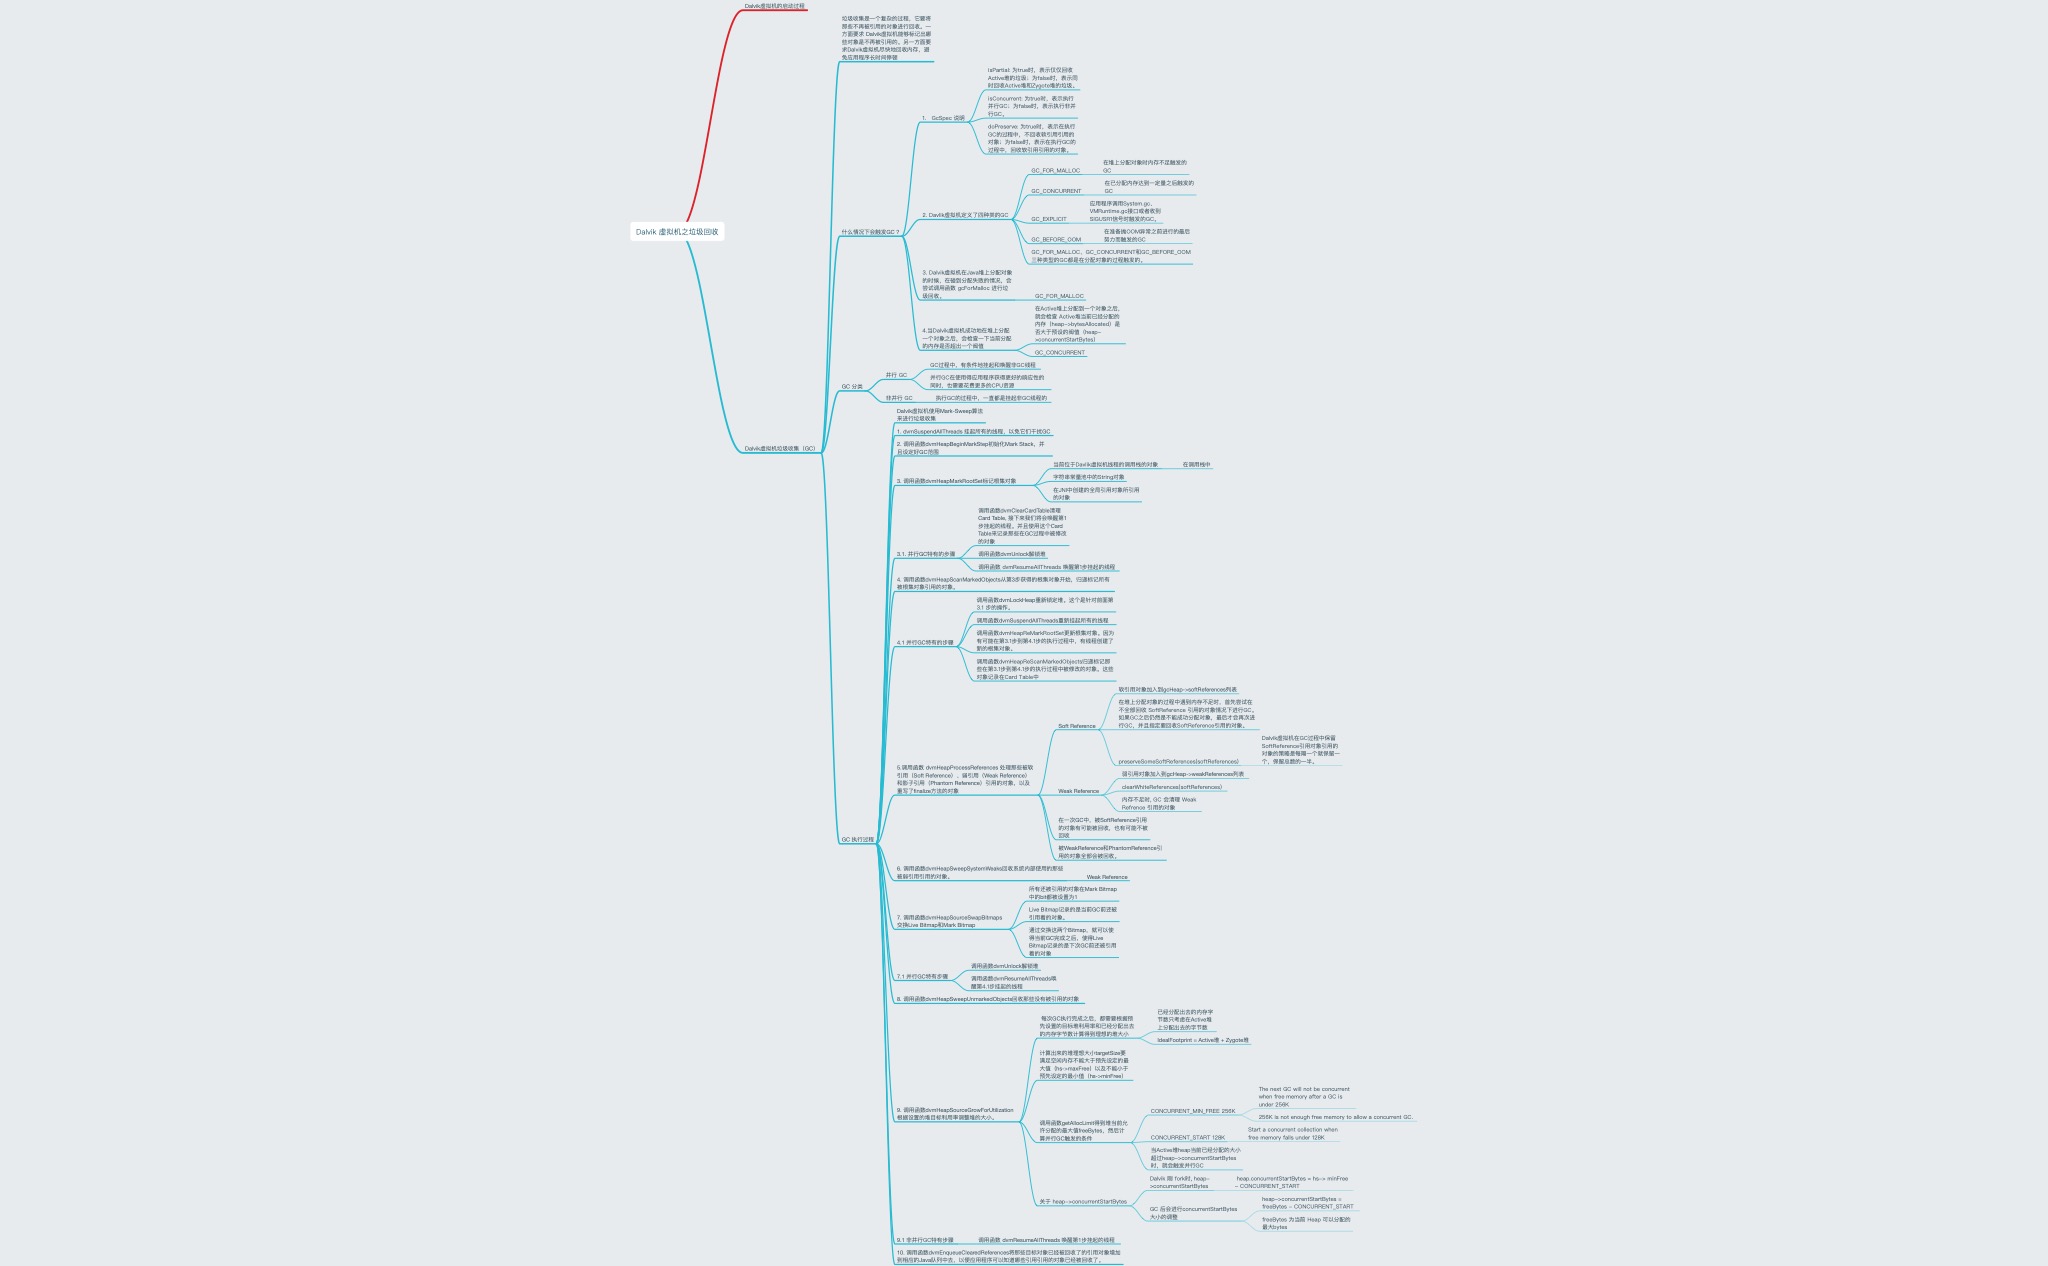 Dalvik 虚拟机之垃圾回收
Dalvik虚拟机的启动过程
Dalvik虚拟机垃圾收集（GC）
垃圾收集是一个复杂的过程，它要将
那些不再被引用的对象进行回收。一
方面要求 Dalvik虚拟机能够标记出哪
些对象是不再被引用的。另一方面要
求Dalvik虚拟机尽快地回收内存，避
免应用程序长时间停顿
什么情况下会触发GC？
1. GcSpec 说明
isPartial: 为true时，表示仅仅回收
Active堆的垃圾；为false时，表示同
时回收Active堆和Zygote堆的垃圾。
isConcurrent: 为true时，表示执行
并行GC；为false时，表示执行非并
行GC。
doPreserve: 为true时，表示在执行
GC的过程中，不回收软引用引用的
对象；为false时，表示在执行GC的
过程中，回收软引用引用的对象。
2. Davlik虚拟机定义了四种类的GC
GC_FOR_MALLOC
在堆上分配对象时内存不足触发的
GC
GC_CONCURRENT
在已分配内存达到一定量之后触发的
GC
GC_EXPLICIT
应用程序调用System.gc、
VMRuntime.gc接口或者收到
SIGUSR1信号时触发的GC。
GC_BEFORE_OOM
在准备抛OOM异常之前进行的最后
努力而触发的GC
GC_FOR_MALLOC、GC_CONCURRENT和GC_BEFORE_OOM
三种类型的GC都是在分配对象的过程触发的。
3. Dalvik虚拟机在Java堆上分配对象
的时候，在碰到分配失败的情况，会
尝试调用函数 gcForMalloc 进行垃
圾回收。
GC_FOR_MALLOC
4.当Dalvik虚拟机成功地在堆上分配
一个对象之后，会检查一下当前分配
的内存是否超出一个阀值
在Active堆上分配到一个对象之后，
就会检查 Active堆当前已经分配的
内存（heap->bytesAllocated）是
否大于预设的阀值（heap-
>concurrentStartBytes）
GC_CONCURRENT
GC 分类
并行 GC
GC过程中，有条件地挂起和唤醒非GC线程
并行GC在使用得应用程序获得更好的响应性的
同时，也需要花费更多的CPU资源
非并行 GC
执行GC的过程中，一直都是挂起非GC线程的
GC 执行过程
Dalvik虚拟机使用Mark-Sweep算法
来进行垃圾收集
1. dvmSuspendAllThreads 挂起所有的线程，以免它们干扰GC
2. 调用函数dvmHeapBeginMarkStep初始化Mark Stack，并
且设定好GC范围
3. 调用函数dvmHeapMarkRootSet标记根集对象
当前位于Davlik虚拟机线程的调用栈的对象
在调用栈中
字符串常量池中的String对象
在JNI中创建的全局引用对象所引用
的对象
3.1. 并行GC特有的步骤
调用函数dvmClearCardTable清理
Card Table, 接下来我们将会唤醒第1
步挂起的线程。并且使用这个Card
Table来记录那些在GC过程中被修改
的对象
调用函数dvmUnlock解锁堆
调用函数 dvmResumeAllThreads 唤醒第1步挂起的线程
4. 调用函数dvmHeapScanMarkedObjects从第3步获得的根集对象开始，归递标记所有
被根集对象引用的对象。
4.1 并行GC特有的步骤
调用函数dvmLockHeap重新锁定堆。这个是针对前面第
3.1 步的操作。
调用函数dvmSuspendAllThreads重新挂起所有的线程
调用函数dvmHeapReMarkRootSet更新根集对象。因为
有可能在第3.1步到第4.1步的执行过程中，有线程创建了
新的根集对象。
调用函数dvmHeapReScanMarkedObjects归递标记那
些在第3.1步到第4.1步的执行过程中被修改的对象。这些
对象记录在Card Table中
5.调用函数 dvmHeapProcessReferences 处理那些被软
引用（Soft Reference）、弱引用（Weak Reference）
和影子引用（Phantom Reference）引用的对象，以及
重写了finalize方法的对象
Soft Reference
软引用对象加入到gcHeap->softReferences列表
在堆上分配对象的过程中遇到内存不足时，首先尝试在
不全部回收 SoftReference 引用的对象情况下进行GC。
如果GC之后仍然是不能成功分配对象，最后才会再次进
行GC，并且指定要回收SoftReference引用的对象。
preserveSomeSoftReferences(softReferences)
Dalvik虚拟机在GC过程中保留
SoftReference引用对象引用的
对象的策略是每隔一个就保留一
个，保留总数的一半。
Weak Reference
弱引用对象加入到gcHeap->weakReferences列表
clearWhiteReferences(softReferences)
内存不足时, GC 会清理 Weak
Refrence 引用的对象
在一次GC中，被SoftReference引用
的对象有可能被回收，也有可能不被
回收
被WeakReference和PhantomReference引
用的对象全部会被回收。
6. 调用函数dvmHeapSweepSystemWeaks回收系统内部使用的那些
被弱引用引用的对象。
Weak Reference
7. 调用函数dvmHeapSourceSwapBitmaps
交换Live Bitmap和Mark Bitmap
所有还被引用的对象在Mark Bitmap
中的bit都被设置为1
Live Bitmap记录的是当前GC前还被
引用着的对象。
通过交换这两个Bitmap，就可以使
得当前GC完成之后，使得Live
Bitmap记录的是下次GC前还被引用
着的对象
7.1 并行GC特有步骤
调用函数dvmUnlock解锁堆
调用函数dvmResumeAllThreads唤
醒第4.1步挂起的线程
8. 调用函数dvmHeapSweepUnmarkedObjects回收那些没有被引用的对象
9. 调用函数dvmHeapSourceGrowForUtilization
根据设置的堆目标利用率调整堆的大小。
每次GC执行完成之后，都需要根据预
先设置的目标堆利用率和已经分配出去
的内存字节数计算得到理想的堆大小
已经分配出去的内存字
节数只考虑在Active堆
上分配出去的字节数
IdealFootprint = Active堆 + Zygote堆
计算出来的堆理想大小targetSize要
满足空闲内存不能大于预先设定的最
大值（hs->maxFree）以及不能小于
预先设定的最小值（hs->minFree）
调用函数getAllocLimit得到堆当前允
许分配的最大值freeBytes，然后计
算并行GC触发的条件
CONCURRENT_MIN_FREE 256K
The next GC will not be concurrent
when free memory after a GC is
under 256K
256K is not enough free memory to allow a concurrent GC.
CONCURRENT_START 128K
Start a concurrent collection when
free memory falls under 128K
当Active堆heap当前已经分配的大小
超过heap->concurrentStartBytes
时，就会触发并行GC
关于 heap->concurrentStartBytes
Dalvik 刚 fork时, heap-
>concurrentStartBytes
heap.concurrentStartBytes = hs-> minFree
- CONCURRENT_START
GC 后会进行concurrentStartBytes
大小的调整
heap->concurrentStartBytes =
freeBytes - CONCURRENT_START
freeBytes 为当前 Heap 可以分配的
最大bytes
9.1 非并行GC特有步骤
调用函数 dvmResumeAllThreads 唤醒第1步挂起的线程
10. 调用函数dvmEnqueueClearedReferences将那些目标对象已经被回收了的引用对象增加
到相应的Java队列中去，以便应用程序可以知道哪些引用引用的对象已经被回收了。